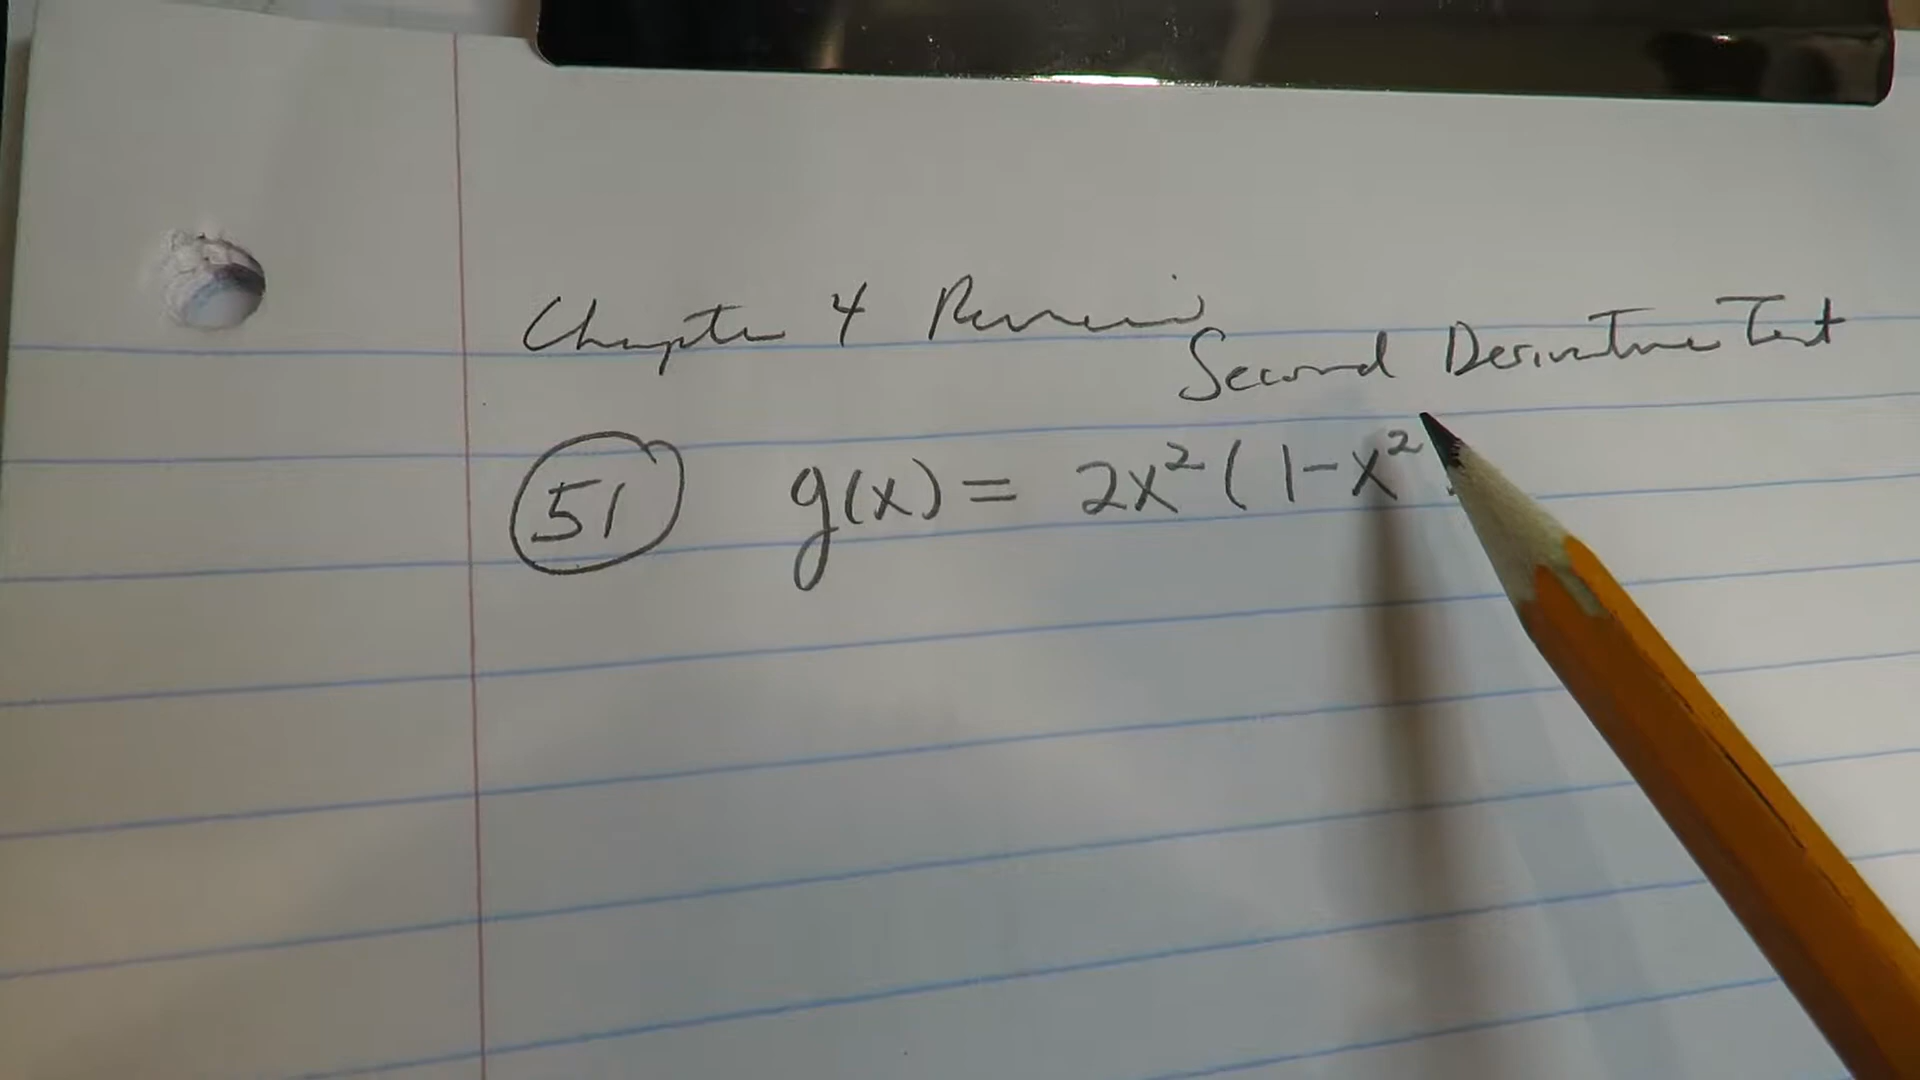 Chapter 4 Review
Second Derivative Test
51 g(x) = 2x²(1-x²